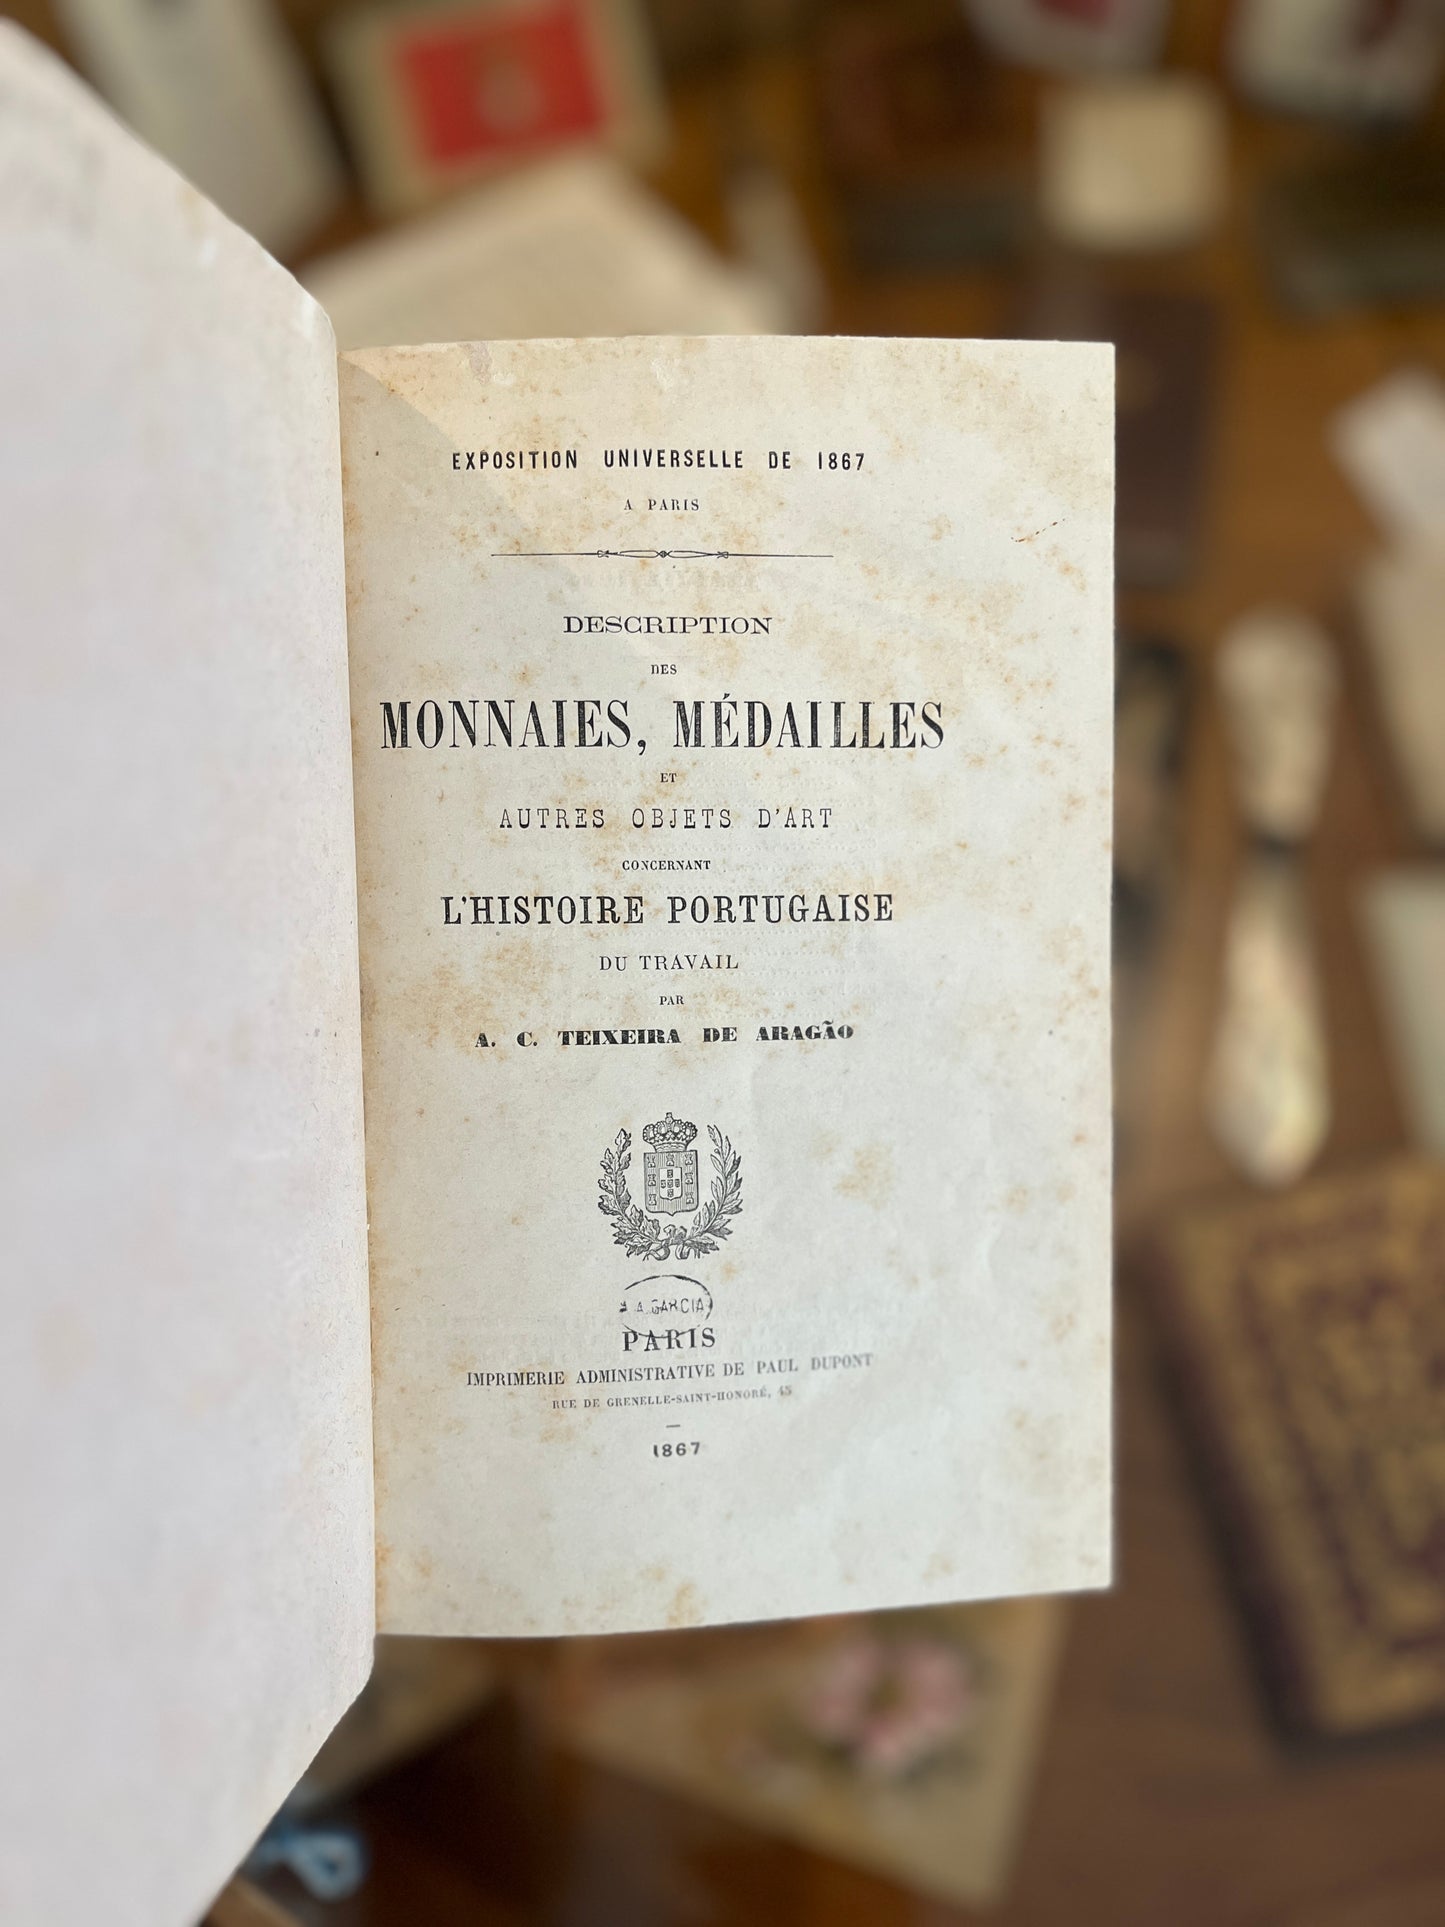 EXPOSITION UNIVERSELLE DE 1867
A PARIS
DESCRIPTION
DES
MONNAIES, MÉDAILLES
ET
AUTRES OBJETS D'ART
CONCERNANT
L'HISTOIRE PORTUGAISE
DU TRAVAIL
PAR
A. C. TEIXEIRA DE ARAGÃO
A. GARCIA
PARIS
IMPRIMERIE ADMINISTRATIVE DE PAUL DUPONT
RUE DE GRENELLE-SAINT-HONORÉ, 45
1867